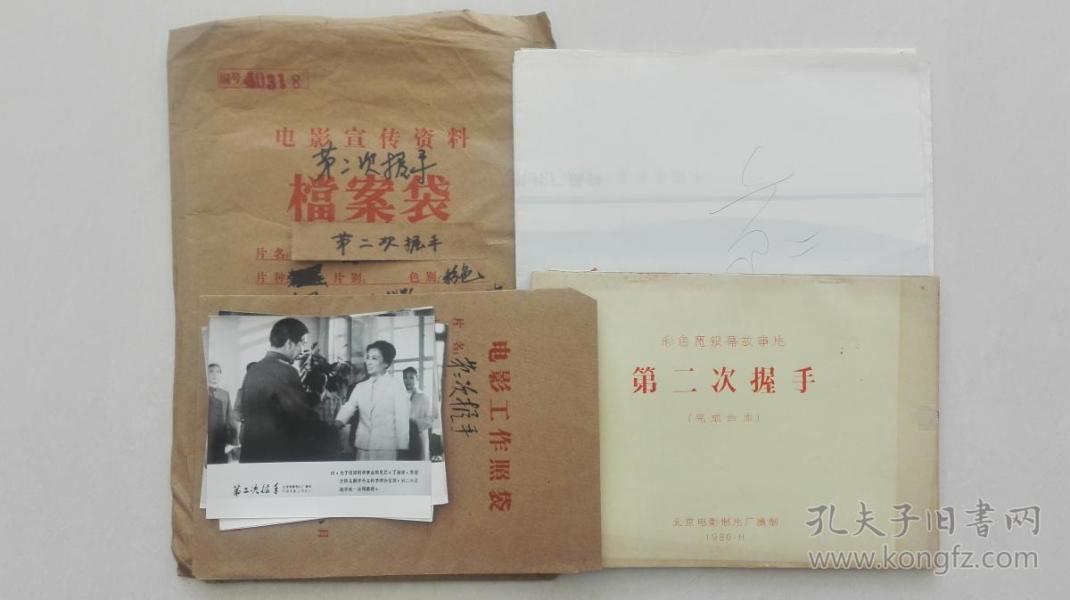 编号 40318
电影宣传资料
第二次握手
檔案袋
第二次握手
片名:
片种 片别: 色别: 彩色
电影工作照袋
片名: 第二次握手
日
第二次握手
彩色宽银幕故事片
第二次握手
(完成台本)
北京电影制片厂摄制
1980·11
孔夫子旧书网
www.kongfz.com